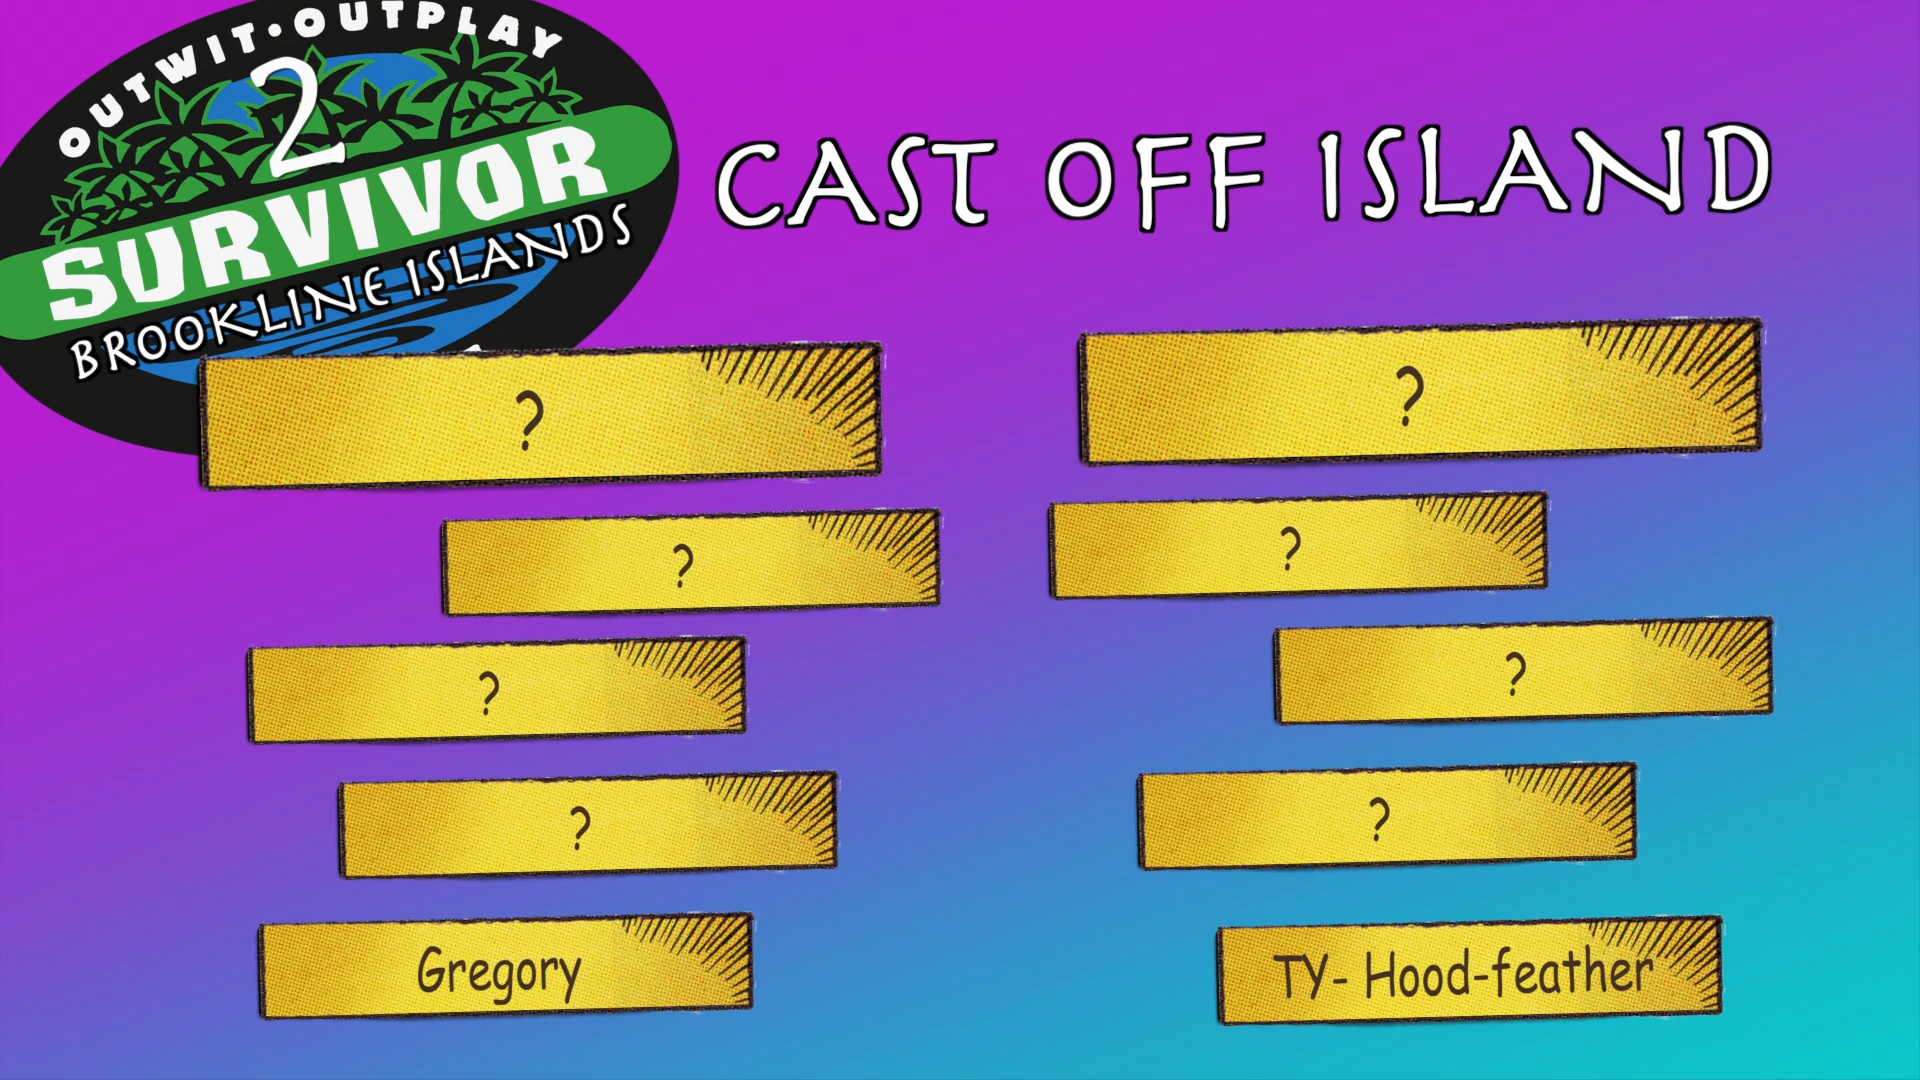 OUTWIT•OUTPLAY
2
SURVIVOR
BROOKLINE ISLANDS
CAST OFF ISLAND
?
?
?
?
?
?
?
?
Gregory
TY- Hood-feather